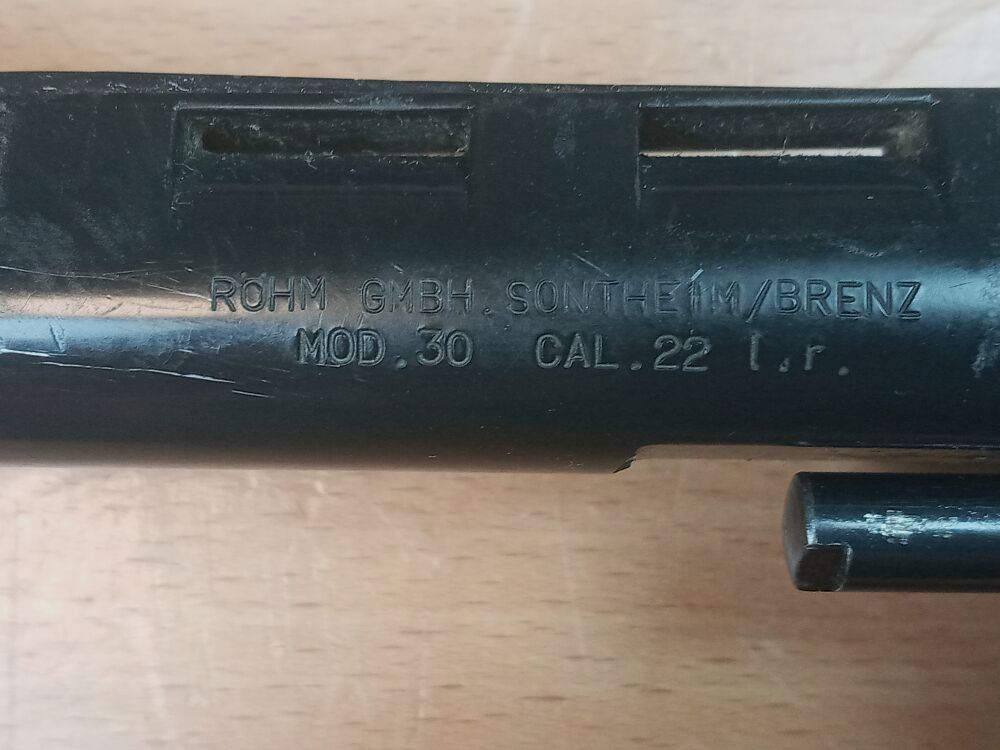 RÖHM GMBH. SONTHEIM/BRENZ
MOD.30 CAL.22 l.r.